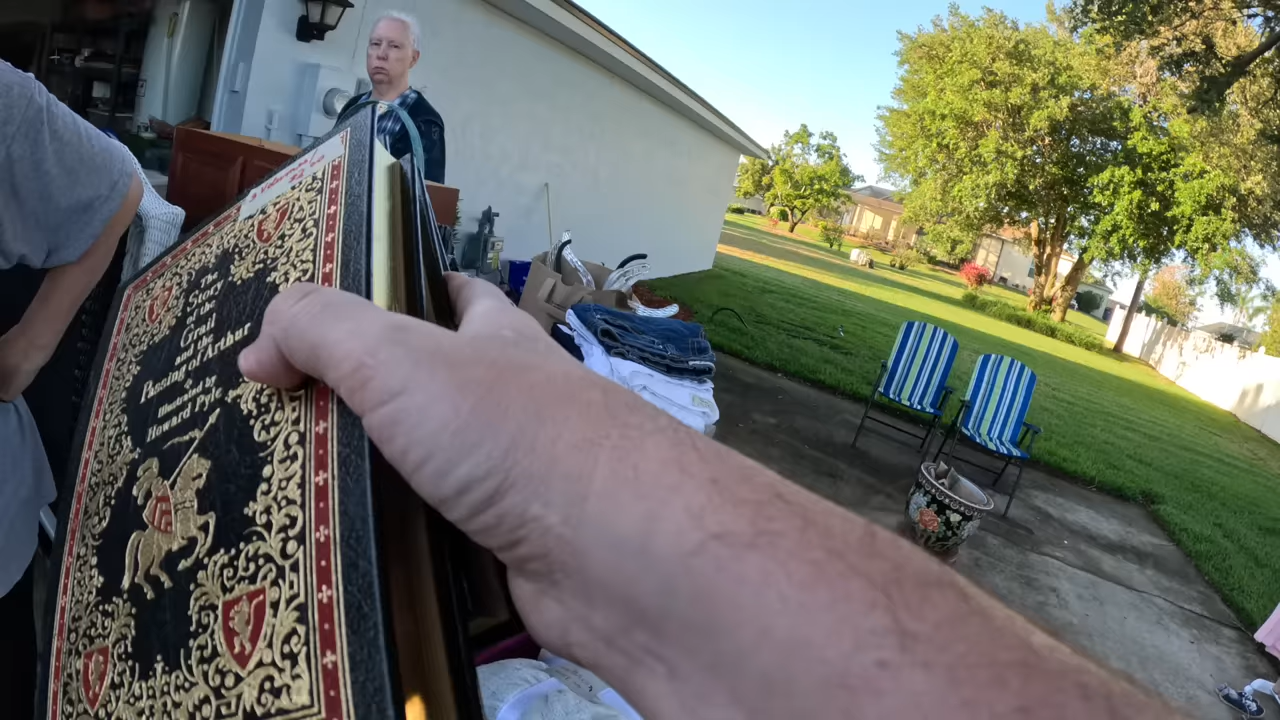 The
Story
of the
Grail
and the
Passing of Arthur
Illustrated by
Howard Pyle